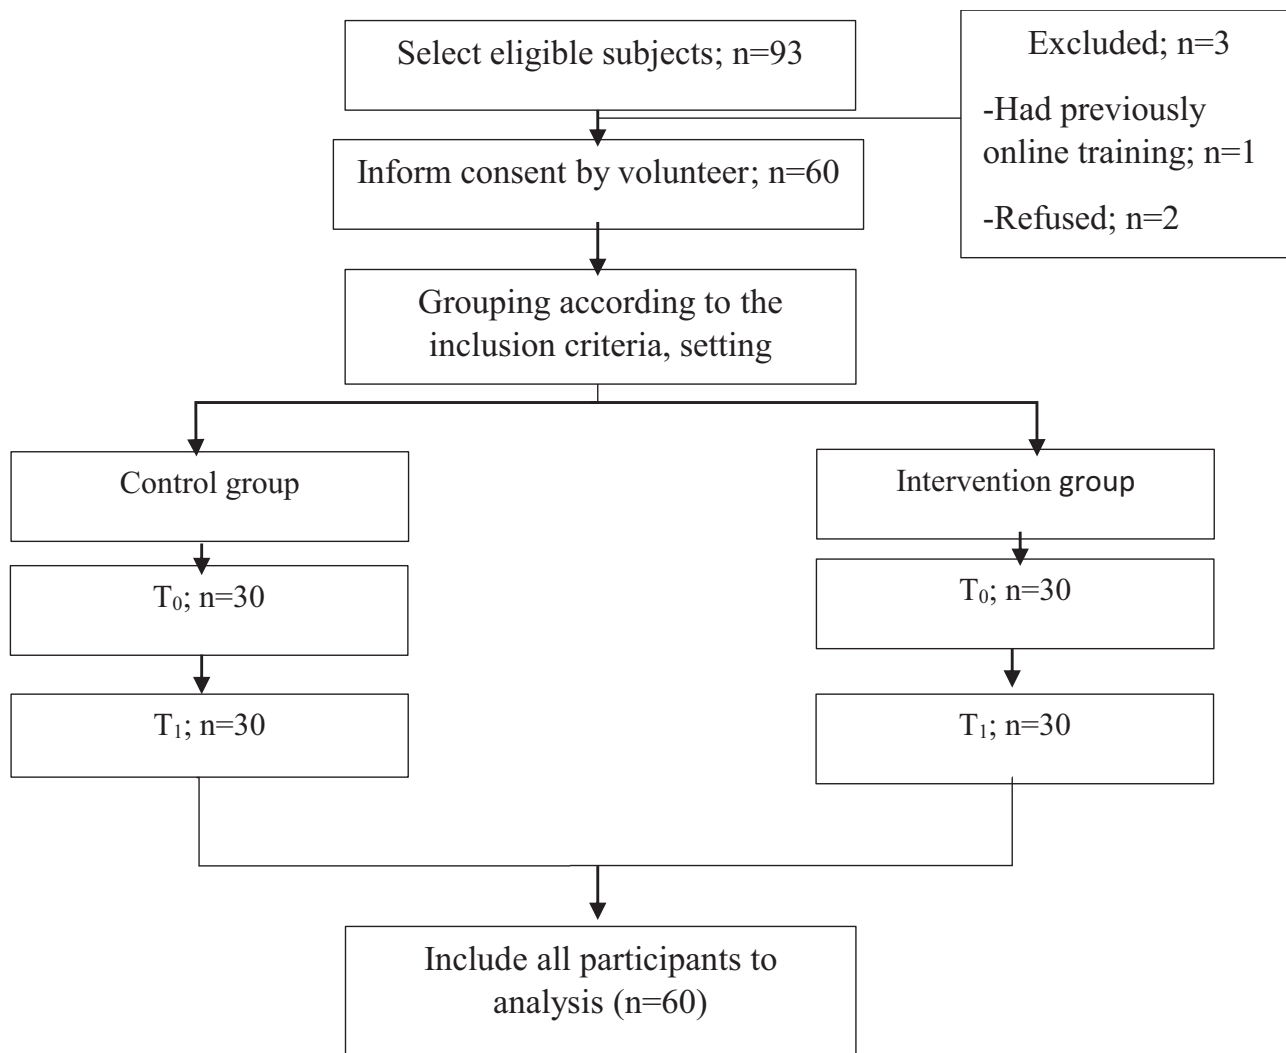 Select eligible subjects; n=93
Excluded; n=3
-Had previously
online training; n=1
-Refused; n=2
Inform consent by volunteer; n=60
Grouping according to the
inclusion criteria, setting
Control group
Intervention group
T₀; n=30
T₀; n=30
T₁; n=30
T₁; n=30
Include all participants to
analysis (n=60)